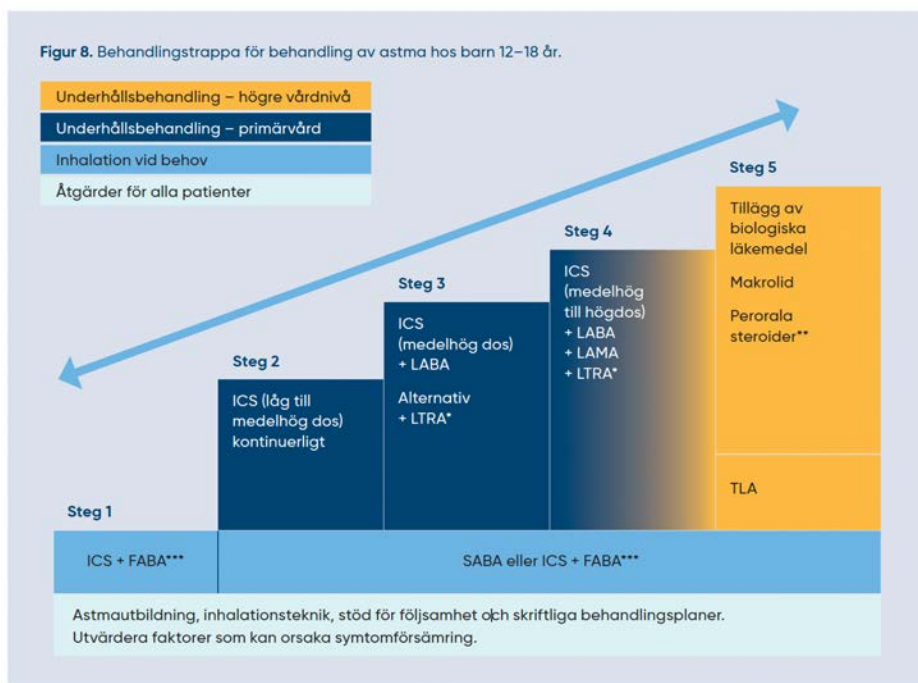 Figur 8. Behandlingstrappa för behandling av astma hos barn 12–18 år.
Underhållsbehandling – högre vårdnivå
Underhållsbehandling – primärvård
Inhalation vid behov
Åtgärder för alla patienter
Steg 1
ICS + FABA***
Steg 2
ICS (låg till
medelhög dos)
kontinuerligt
Steg 3
ICS
(medelhög dos)
+ LABA
Alternativ
+ LTRA*
Steg 4
ICS
(medelhög
till högdos)
+ LABA
+ LAMA
+ LTRA*
Steg 5
Tillägg av
biologiska
läkemedel
Makrolid
Perorala
steroider**
TLA
SABA eller ICS + FABA***
Astmautbildning, inhalationsteknik, stöd för följsamhet och skriftliga behandlingsplaner.
Utvärdera faktorer som kan orsaka symtomförsämring.